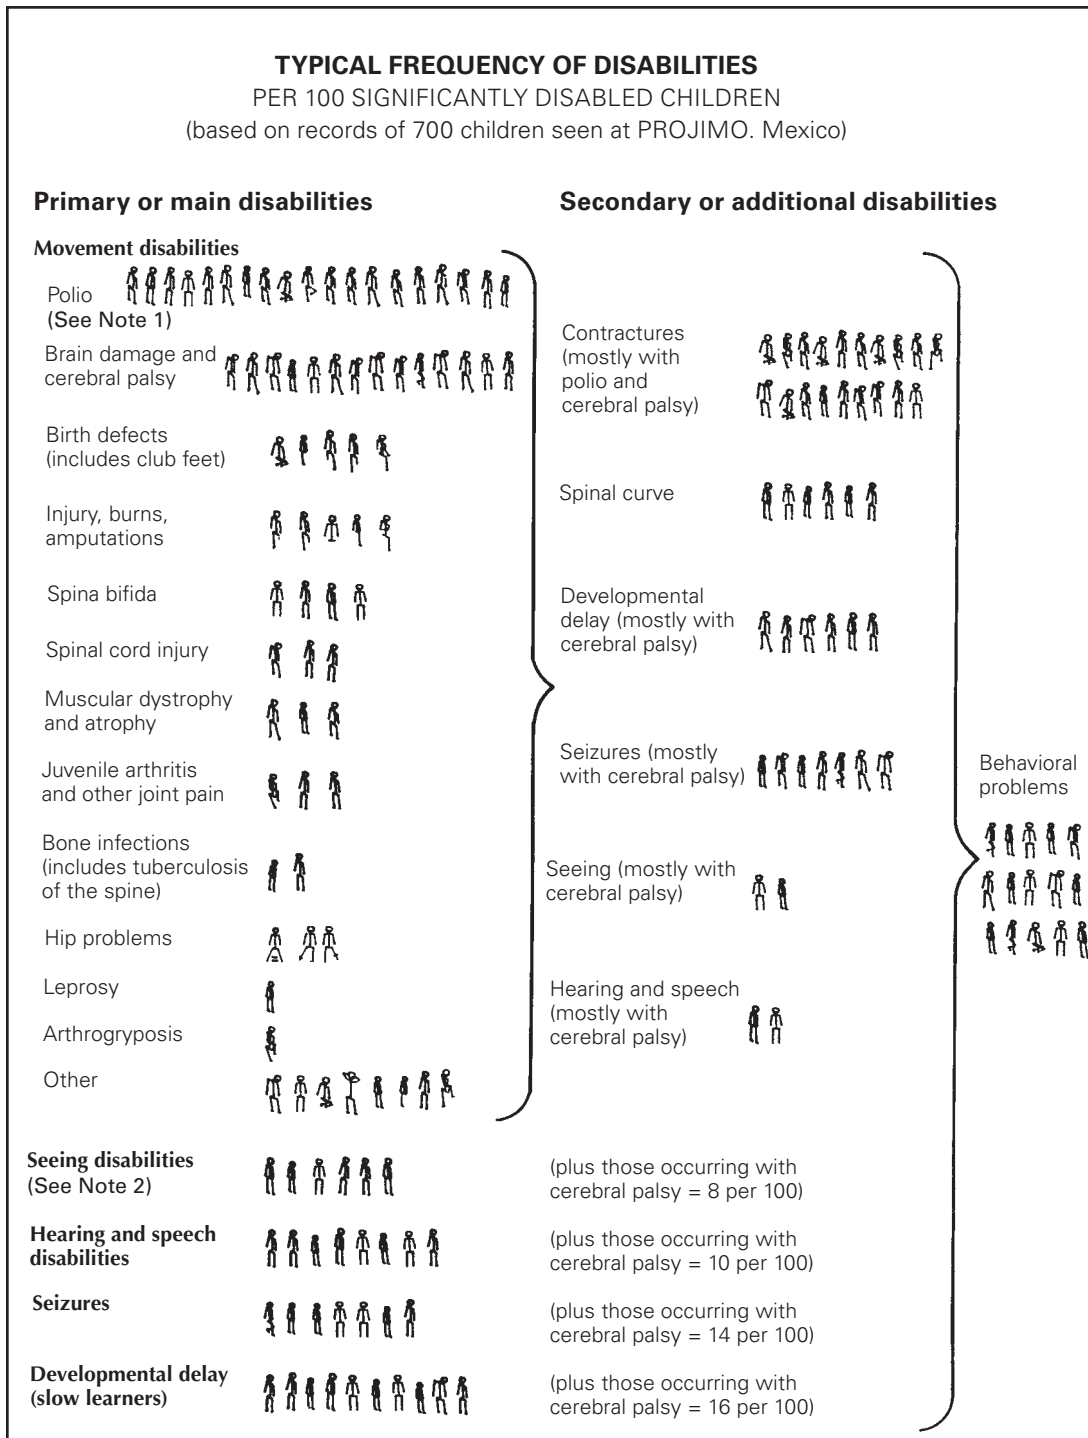 TYPICAL FREQUENCY OF DISABILITIES
PER 100 SIGNIFICANTLY DISABLED CHILDREN
(based on records of 700 children seen at PROJIMO. Mexico)
Primary or main disabilities
Movement disabilities
Polio
(See Note 1)
Brain damage and
cerebral palsy
Birth defects
(includes club feet)
Injury, burns,
amputations
Spina bifida
Spinal cord injury
Muscular dystrophy
and atrophy
Juvenile arthritis
and other joint pain
Bone infections
(includes tuberculosis
of the spine)
Hip problems
Leprosy
Arthrogryposis
Other
Secondary or additional disabilities
Contractures
(mostly with
polio and
cerebral palsy)
Spinal curve
Developmental
delay (mostly with
cerebral palsy)
Seizures (mostly
with cerebral palsy)
Seeing (mostly with
cerebral palsy)
Hearing and speech
(mostly with
cerebral palsy)
Behavioral
problems
Seeing disabilities
(See Note 2)
(plus those occurring with
cerebral palsy = 8 per 100)
Hearing and speech
disabilities
(plus those occurring with
cerebral palsy = 10 per 100)
Seizures
(plus those occurring with
cerebral palsy = 14 per 100)
Developmental delay
(slow learners)
(plus those occurring with
cerebral palsy = 16 per 100)